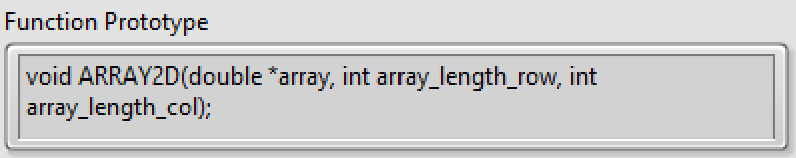 Function Prototype
void ARRAY2D(double *array, int array_length_row, int
array_length_col);